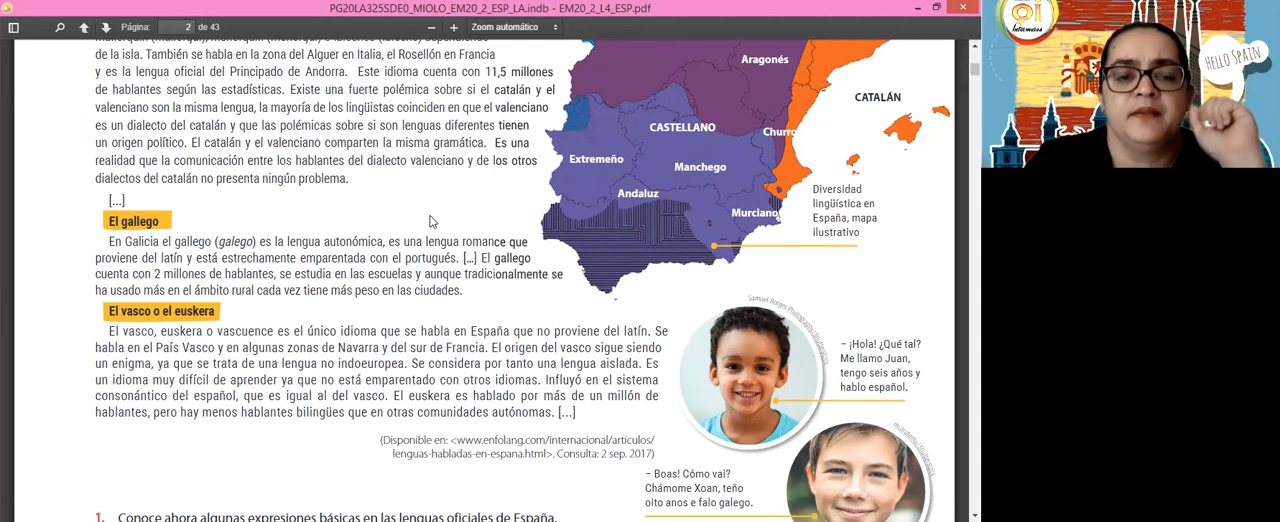 PG20LA325SDE0_MIOLO_EM20_2_ESP_LA.indb - EM20_2_L4_ESP.pdf
Página: 2 de 43
Zoom automático
de la isla. También se habla en la zona del Alguer en Italia, el Rosellón en Francia
y es la lengua oficial del Principado de Andorra. Este idioma cuenta con 11,5 millones
de hablantes según las estadísticas. Existe una fuerte polémica sobre si el catalán y el
valenciano son la misma lengua, la mayoría de los lingüistas coinciden en que el valenciano
es un dialecto del catalán y que las polémicas sobre si son lenguas diferentes tienen
un origen político. El catalán y el valenciano comparten la misma gramática. Es una
realidad que la comunicación entre los hablantes del dialecto valenciano y de los otros
dialectos del catalán no presenta ningún problema.
[...]
El gallego
En Galicia el gallego (galego) es la lengua autonómica, es una lengua romance que
proviene del latín y está estrechamente emparentada con el portugués. [...] El gallego
cuenta con 2 millones de hablantes, se estudia en las escuelas y aunque tradicionalmente se
ha usado más en el ámbito rural cada vez tiene más peso en las ciudades.
El vasco o el euskera
El vasco, euskera o vascuence es el único idioma que se habla en España que no proviene del latín. Se
habla en el País Vasco y en algunas zonas de Navarra y del sur de Francia. El origen del vasco sigue siendo
un enigma, ya que se trata de una lengua no indoeuropea. Se considera por tanto una lengua aislada. Es
un idioma muy difícil de aprender ya que no está emparentado con otros idiomas. Influyó en el sistema
consonántico del español, que es igual al del vasco. El euskera es hablado por más de un millón de
hablantes, pero hay menos hablantes bilingües que en otras comunidades autónomas. [...]
(Disponible en: <www.enfolang.com/internacional/articulos/
lenguas-habladas-en-espana.html>. Consulta: 2 sep. 2017)
1. Conoce ahora algunas expresiones básicas en las lenguas oficiales de España.
Aragonés
CATALÁN
CASTELLANO
Churro
Extremeño
Manchego
Andaluz
Murciano
Diversidad
lingüística en
España, mapa
ilustrativo
– ¡Hola! ¿Qué tal?
Me llamo Juan,
tengo seis años y
hablo español.
– Boas! Cómo vai?
Chámome Xoan, teño
oito anos e falo galego.
HELLO SPAIN